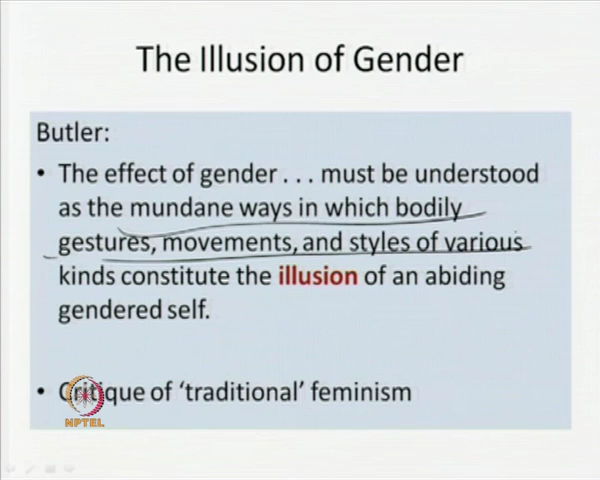 The Illusion of Gender
Butler:
• The effect of gender . . . must be understood
as the mundane ways in which bodily
gestures, movements, and styles of various
kinds constitute the illusion of an abiding
gendered self.
• Critique of ‘traditional’ feminism
NPTEL